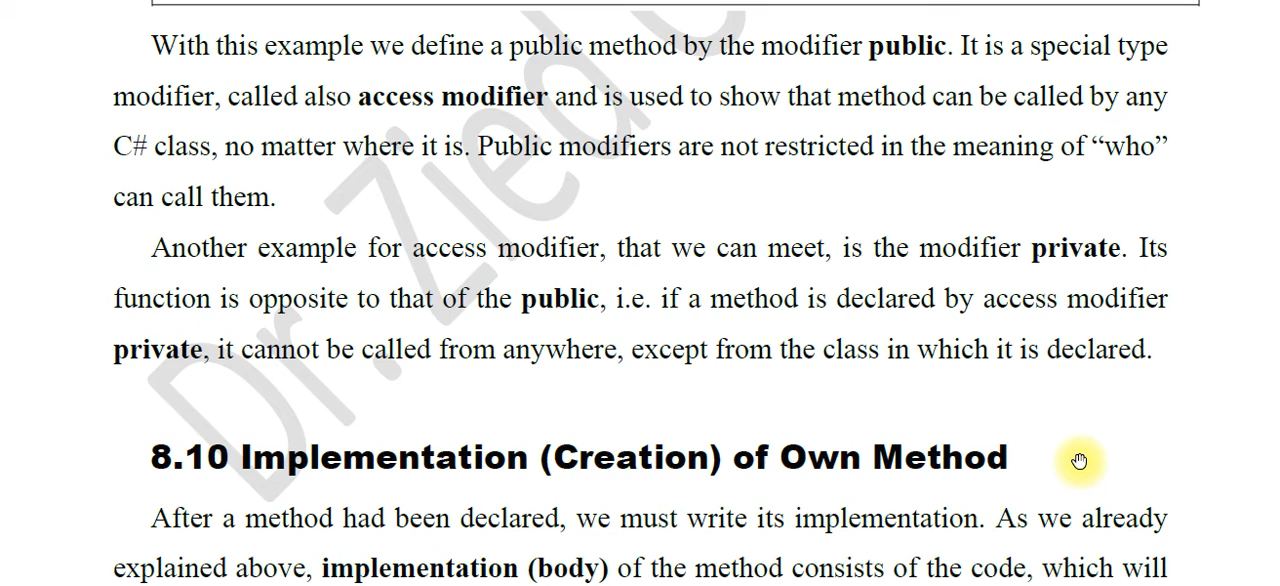 With this example we define a public method by the modifier public. It is a special type
modifier, called also access modifier and is used to show that method can be called by any
C# class, no matter where it is. Public modifiers are not restricted in the meaning of “who”
can call them.
Another example for access modifier, that we can meet, is the modifier private. Its
function is opposite to that of the public, i.e. if a method is declared by access modifier
private, it cannot be called from anywhere, except from the class in which it is declared.
8.10 Implementation (Creation) of Own Method
After a method had been declared, we must write its implementation. As we already
explained above, implementation (body) of the method consists of the code, which will
Dr. Zied